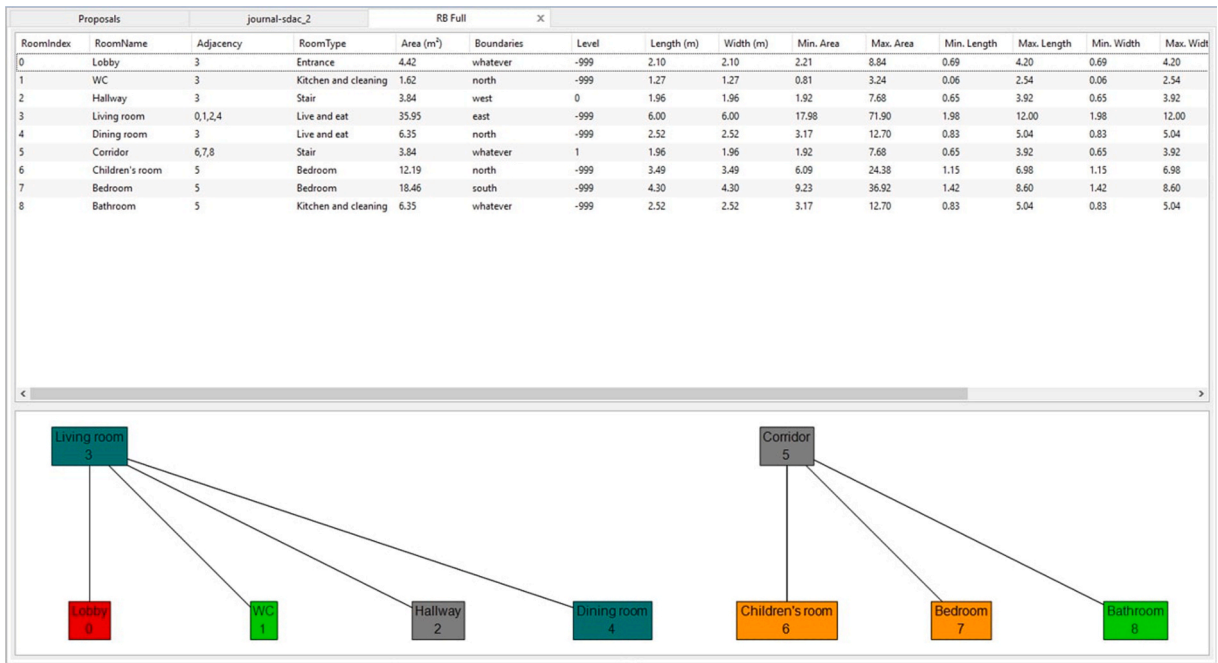 Proposals journal-sdac_2 RB Full X
RoomIndex RoomName Adjacency RoomType Area (m²) Boundaries Level Length (m) Width (m) Min. Area Max. Area Min. Length Max. Length Min. Width Max. Widt
0 Lobby 3 Entrance 4.42 whatever -999 2.10 2.10 2.21 8.84 0.69 4.20 0.69 4.20
1 WC 3 Kitchen and cleaning 1.62 north -999 1.27 1.27 0.81 3.24 0.06 2.54 0.06 2.54
2 Hallway 3 Stair 3.84 west 0 1.96 1.96 1.92 7.68 0.65 3.92 0.65 3.92
3 Living room 0,1,2,4 Live and eat 35.95 east -999 6.00 6.00 17.98 71.90 1.98 12.00 1.98 12.00
4 Dining room 3 Live and eat 6.35 north -999 2.52 2.52 3.17 12.70 0.83 5.04 0.83 5.04
5 Corridor 6,7,8 Stair 3.84 whatever 1 1.96 1.96 1.92 7.68 0.65 3.92 0.65 3.92
6 Children's room 5 Bedroom 12.19 north -999 3.49 3.49 6.09 24.38 1.15 6.98 1.15 6.98
7 Bedroom 5 Bedroom 18.46 south -999 4.30 4.30 9.23 36.92 1.42 8.60 1.42 8.60
8 Bathroom 5 Kitchen and cleaning 6.35 whatever -999 2.52 2.52 3.17 12.70 0.83 5.04 0.83 5.04
Living room
3
Corridor
5
Lobby
0
WC
1
Hallway
2
Dining room
4
Children's room
6
Bedroom
7
Bathroom
8